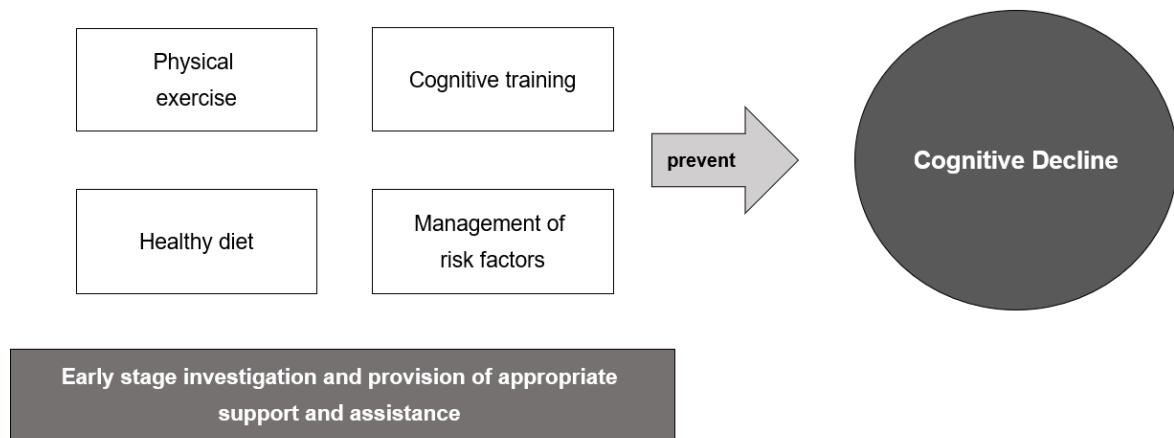 Physical
exercise
Cognitive training
Healthy diet
Management of
risk factors
prevent
Cognitive Decline
Early stage investigation and provision of appropriate
support and assistance